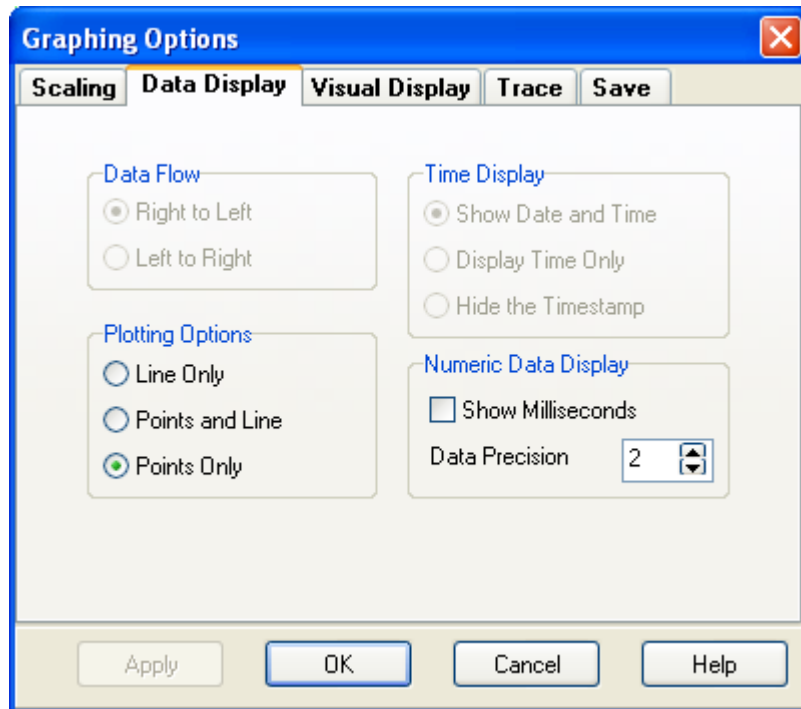 Graphing Options
Scaling Data Display Visual Display Trace Save
Data Flow
Right to Left
Left to Right
Plotting Options
Line Only
Points and Line
Points Only
Time Display
Show Date and Time
Display Time Only
Hide the Timestamp
Numeric Data Display
Show Milliseconds
Data Precision 2
Apply OK Cancel Help